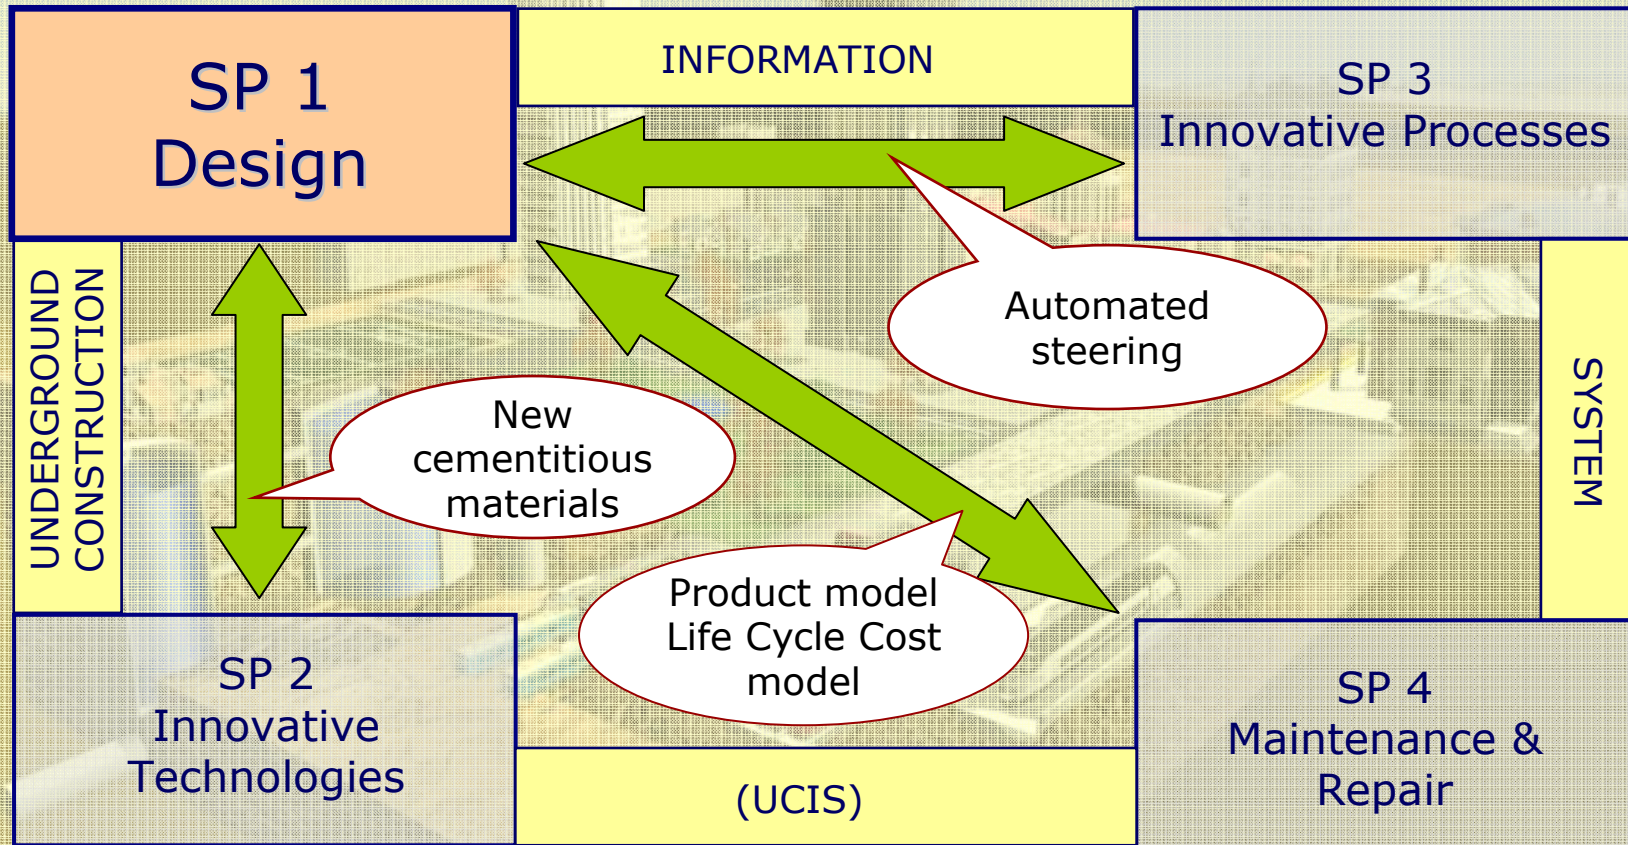 SP 1
Design
INFORMATION
SP 3
Innovative Processes
UNDERGROUND
CONSTRUCTION
Automated
steering
SYSTEM
New
cementitious
materials
Product model
Life Cycle Cost
model
SP 2
Innovative
Technologies
(UCIS)
SP 4
Maintenance &
Repair